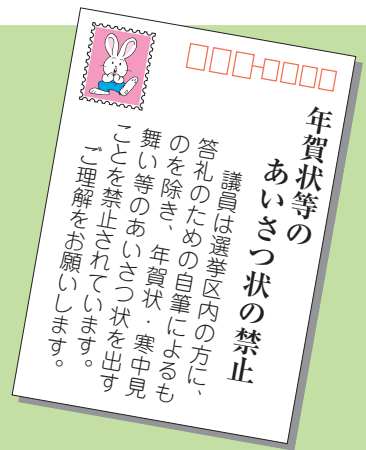 年賀状等の
あいさつ状の禁止
議員は選挙区内の方に、
答礼のための自筆によるも
のを除き、年賀状・寒中見
舞い等のあいさつ状を出す
ことを禁止されています。
ご理解をお願いします。